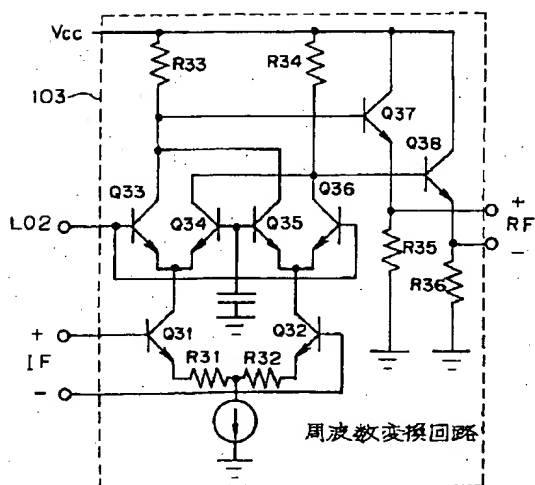 Vcc
R33
R34
103
Q37
Q38
Q33
Q34
Q35
Q36
LO2
+
RF
-
R35
R36
+
IF
-
Q31
Q32
R31
R32
周波数変換回路